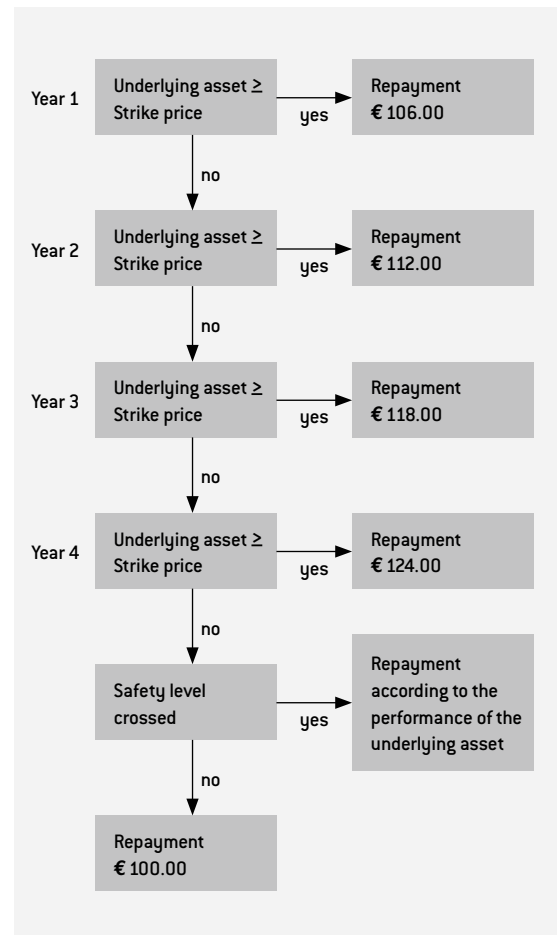 Year 1
Underlying asset ≥
Strike price
yes
Repayment
€ 106.00
no
Year 2
Underlying asset ≥
Strike price
yes
Repayment
€ 112.00
no
Year 3
Underlying asset ≥
Strike price
yes
Repayment
€ 118.00
no
Year 4
Underlying asset ≥
Strike price
yes
Repayment
€ 124.00
no
Safety level
crossed
yes
Repayment
according to the
performance of the
underlying asset
no
Repayment
€ 100.00